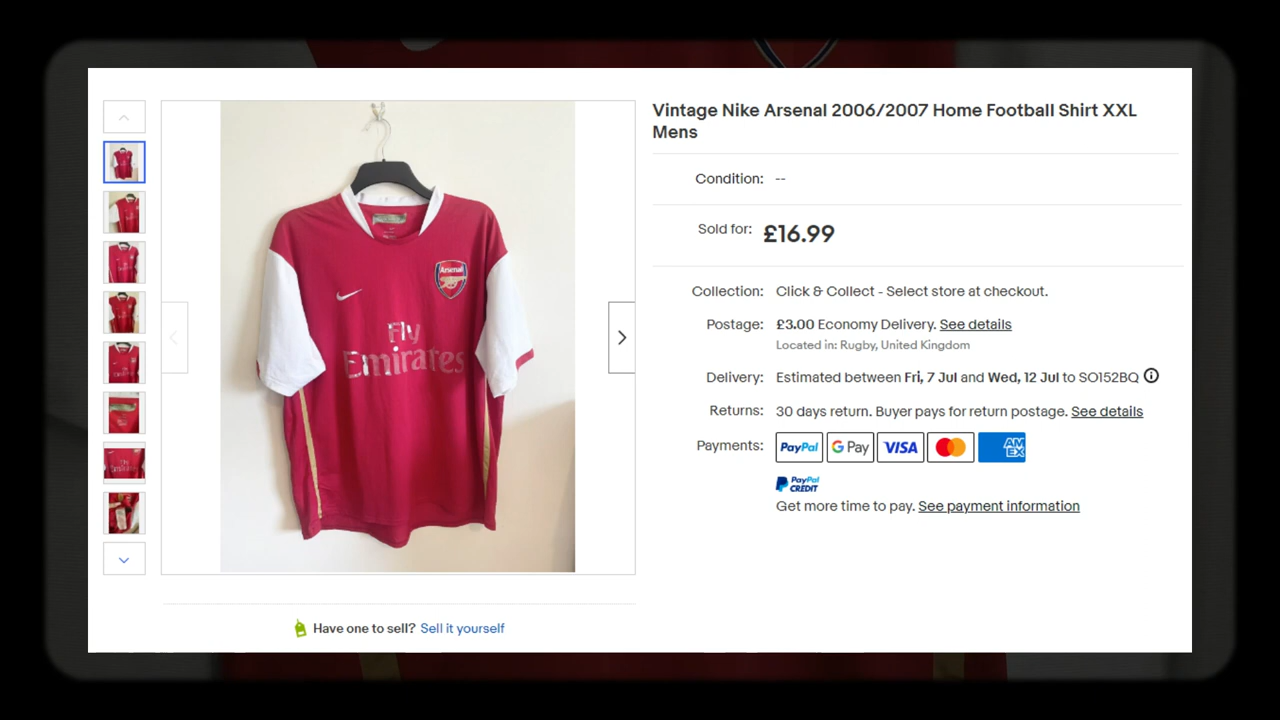 Vintage Nike Arsenal 2006/2007 Home Football Shirt XXL
Mens
Condition: --
Sold for: £16.99
Collection: Click & Collect - Select store at checkout.
Postage: £3.00 Economy Delivery. See details
Located in: Rugby, United Kingdom
Delivery: Estimated between Fri, 7 Jul and Wed, 12 Jul to SO152BQ
Returns: 30 days return. Buyer pays for return postage. See details
Payments: PayPal G Pay VISA AM EX
PayPal CREDIT
Get more time to pay. See payment information
Arsenal
Fly
Emirates
Have one to sell? Sell it yourself